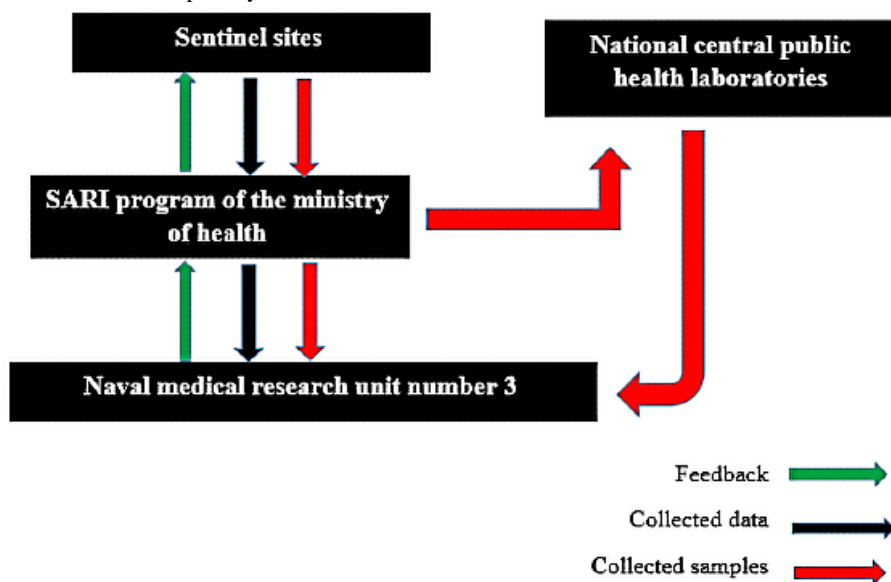 Sentinel sites
National central public
health laboratories
SARI program of the ministry
of health
Naval medical research unit number 3
Feedback
Collected data
Collected samples